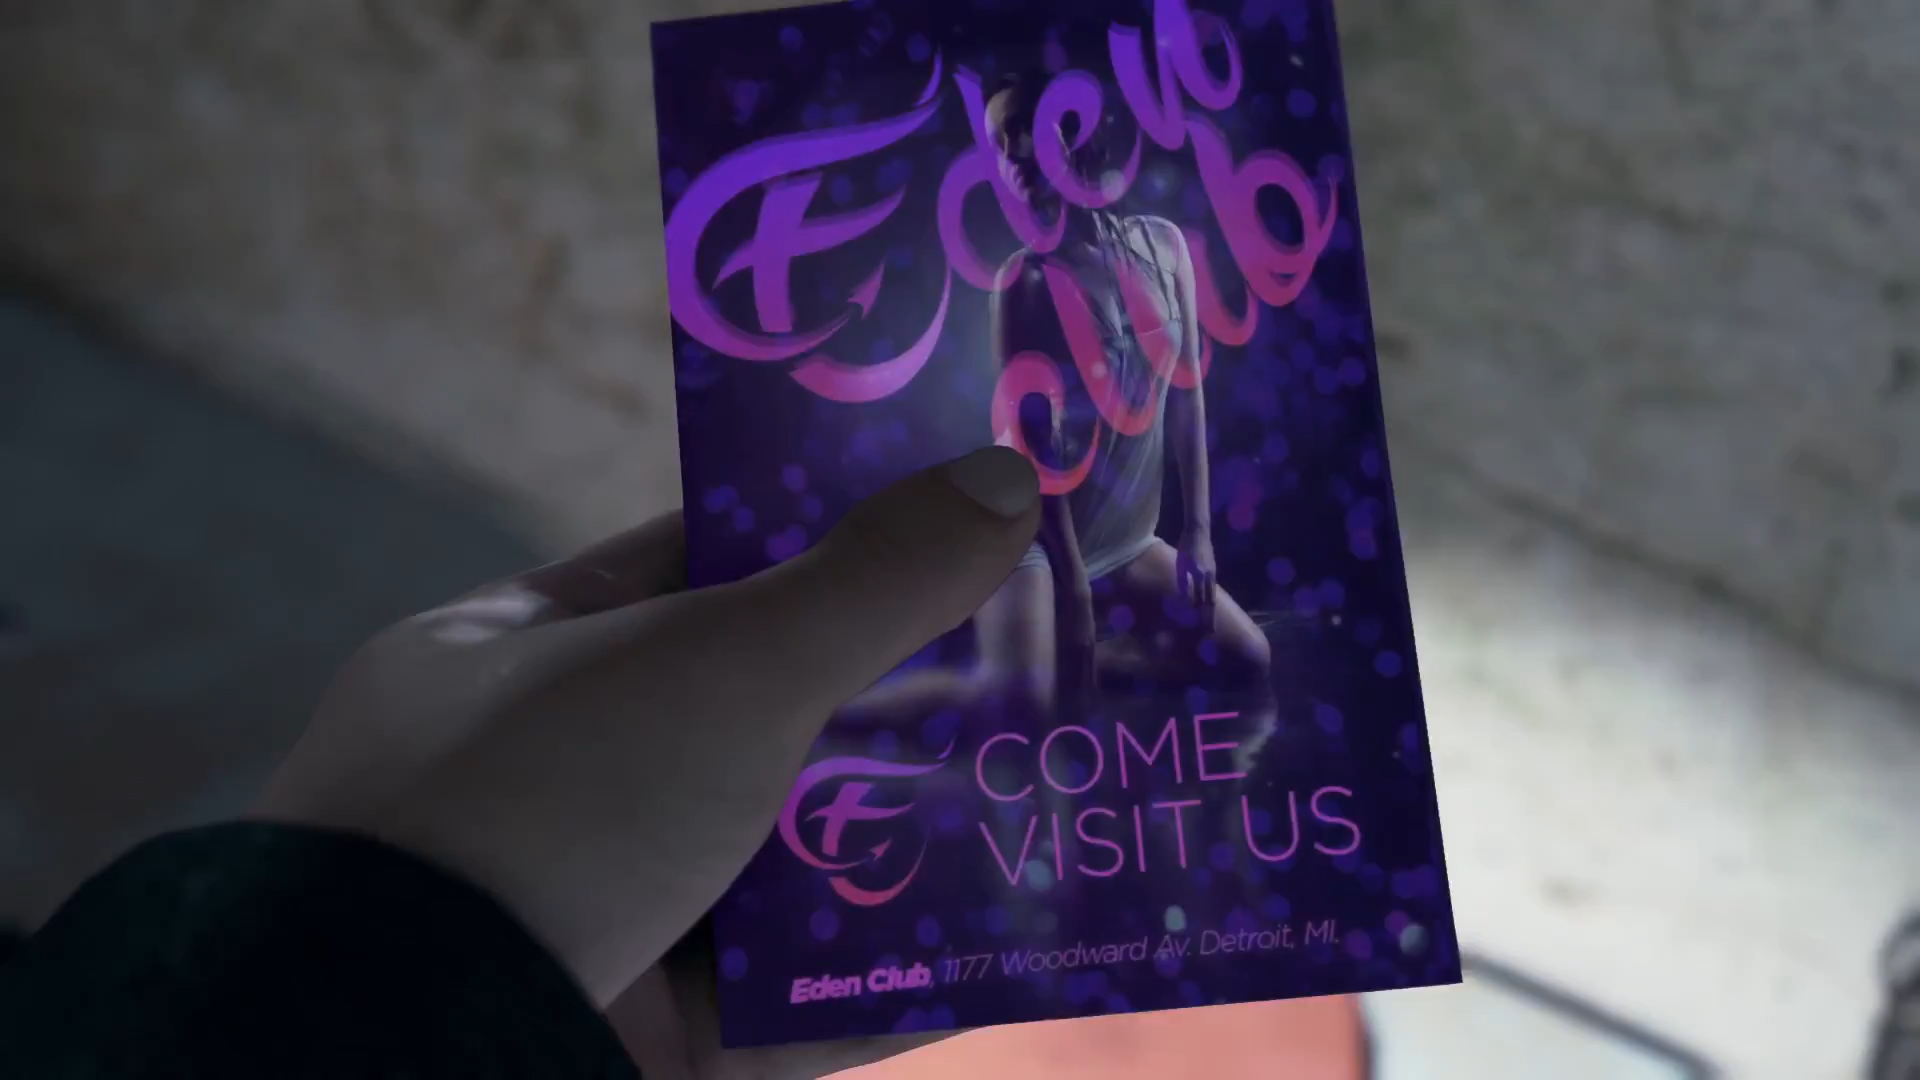 Eden
club
COME
VISIT US
Eden Club, 1177 Woodward Av. Detroit, MI.